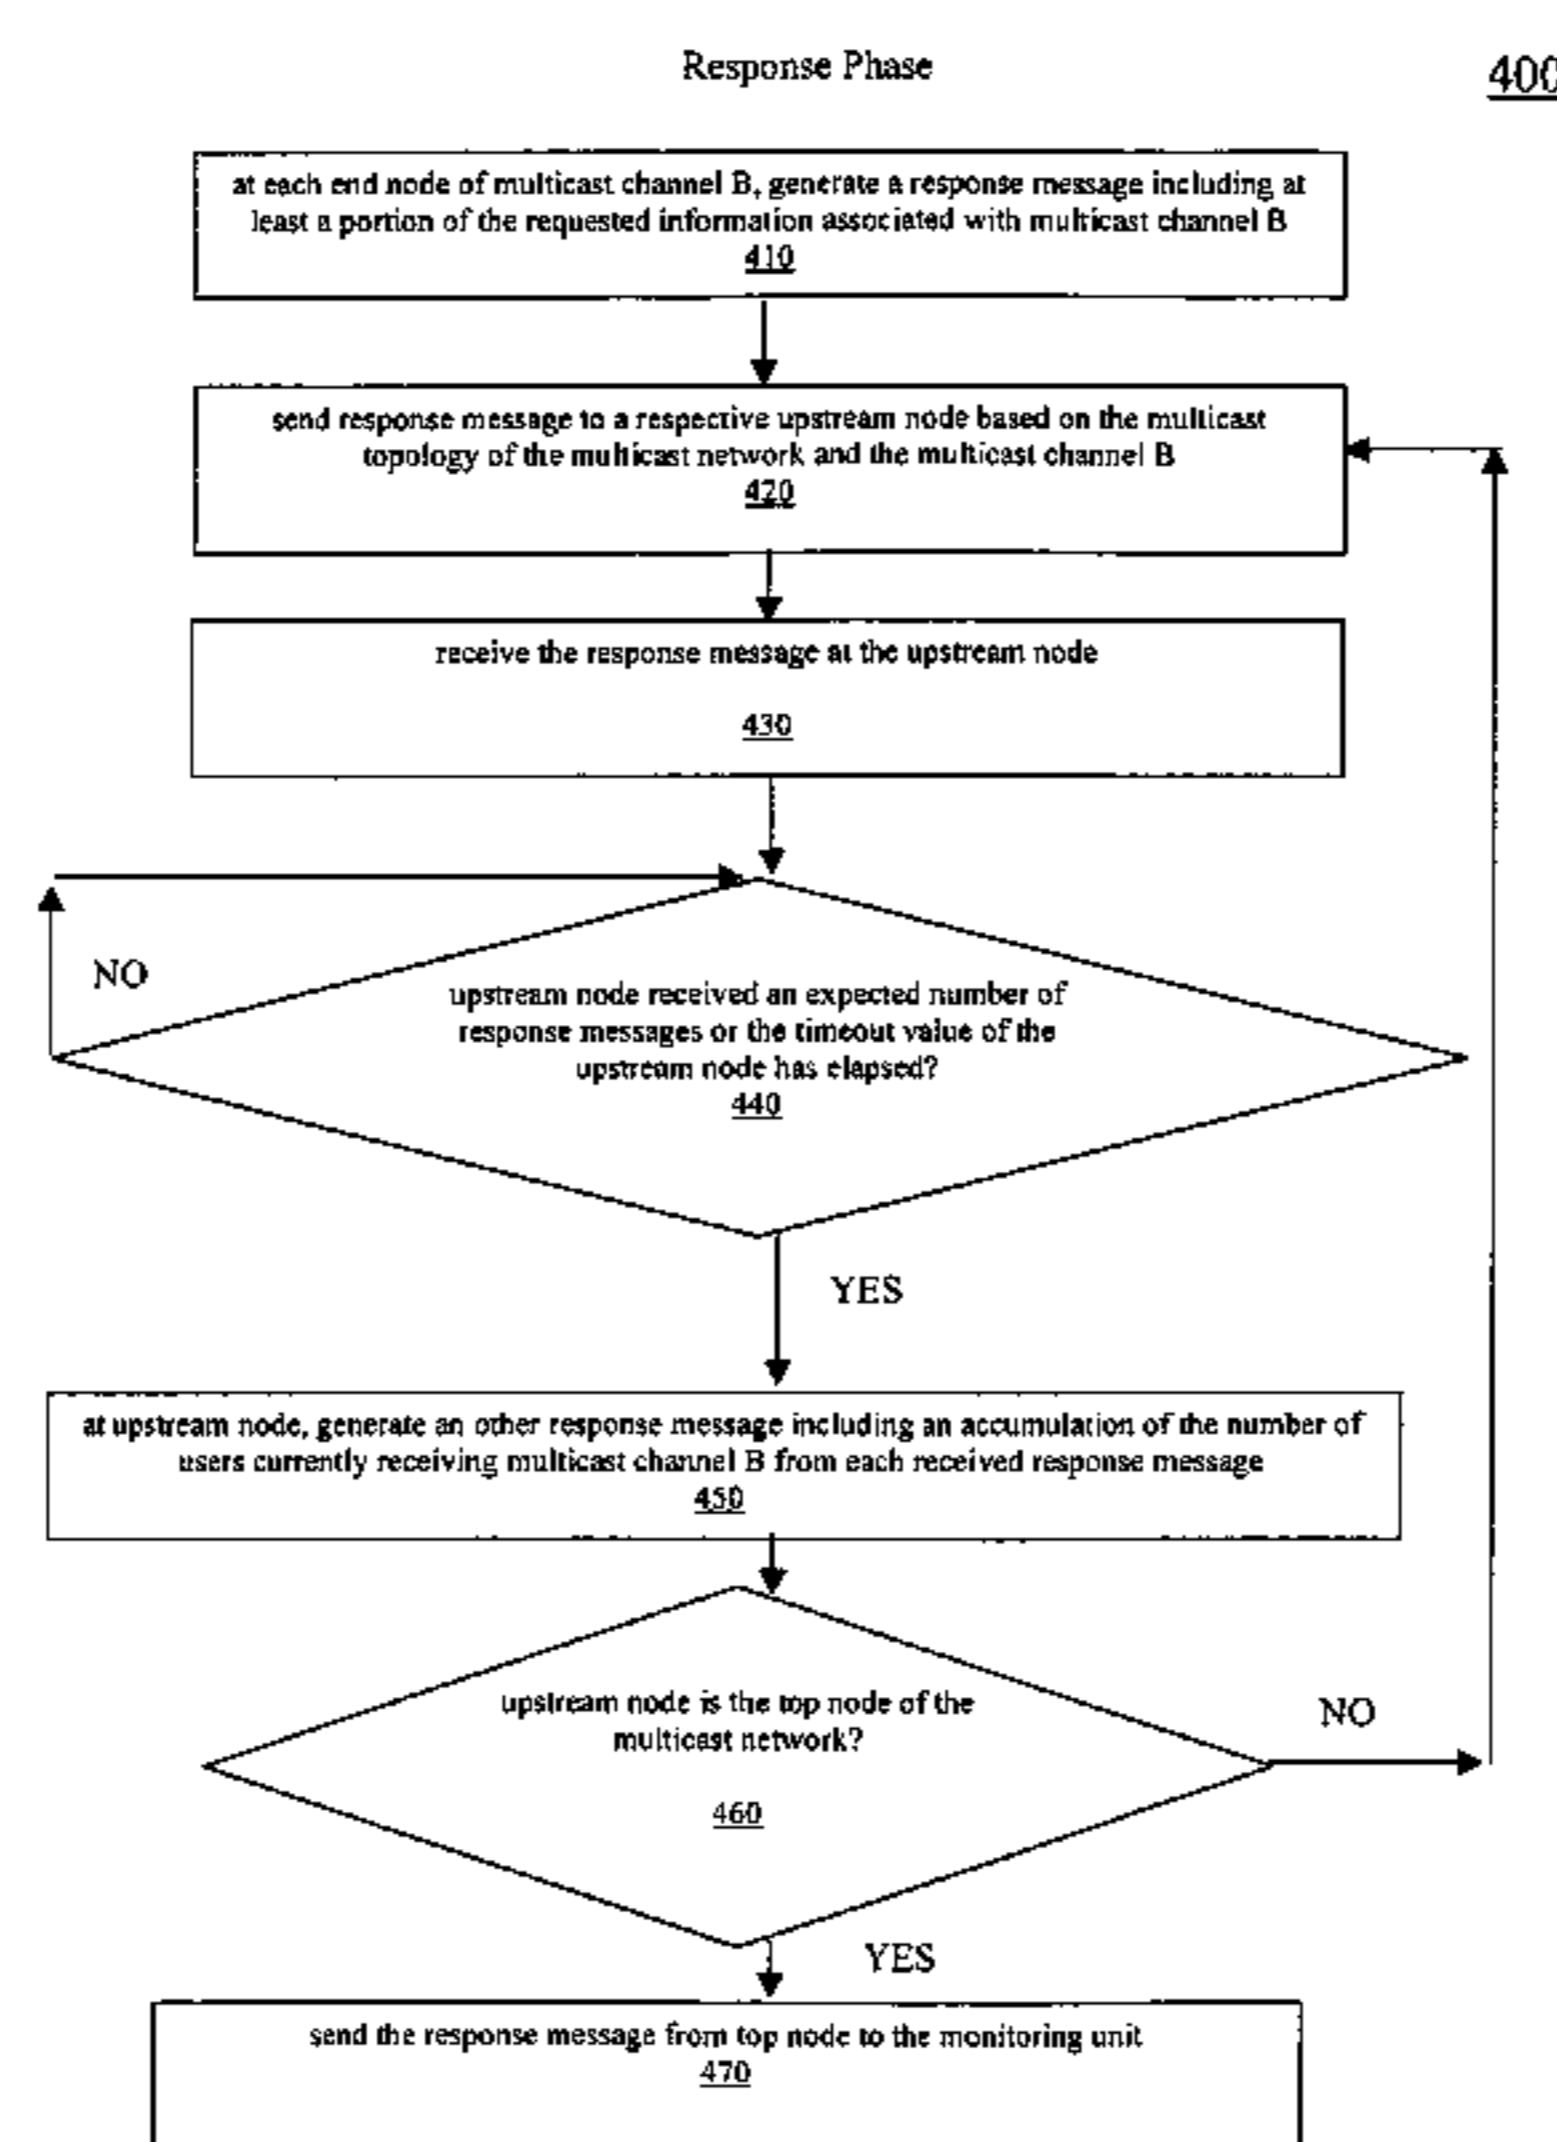 Response Phase
400
at each end node of multicast channel B, generate a response message including at
least a portion of the requested information associated with multicast channel B
410
send response message to a respective upstream node based on the multicast
topology of the multicast network and the multicast channel B
420
receive the response message at the upstream node
430
NO
upstream node received an expected number of
response messages or the timeout value of the
upstream node has elapsed?
440
YES
at upstream node, generate an other response message including an accumulation of the number of
users currently receiving multicast channel B from each received response message
450
upstream node is the top node of the
multicast network?
460
NO
YES
send the response message from top node to the monitoring unit
470